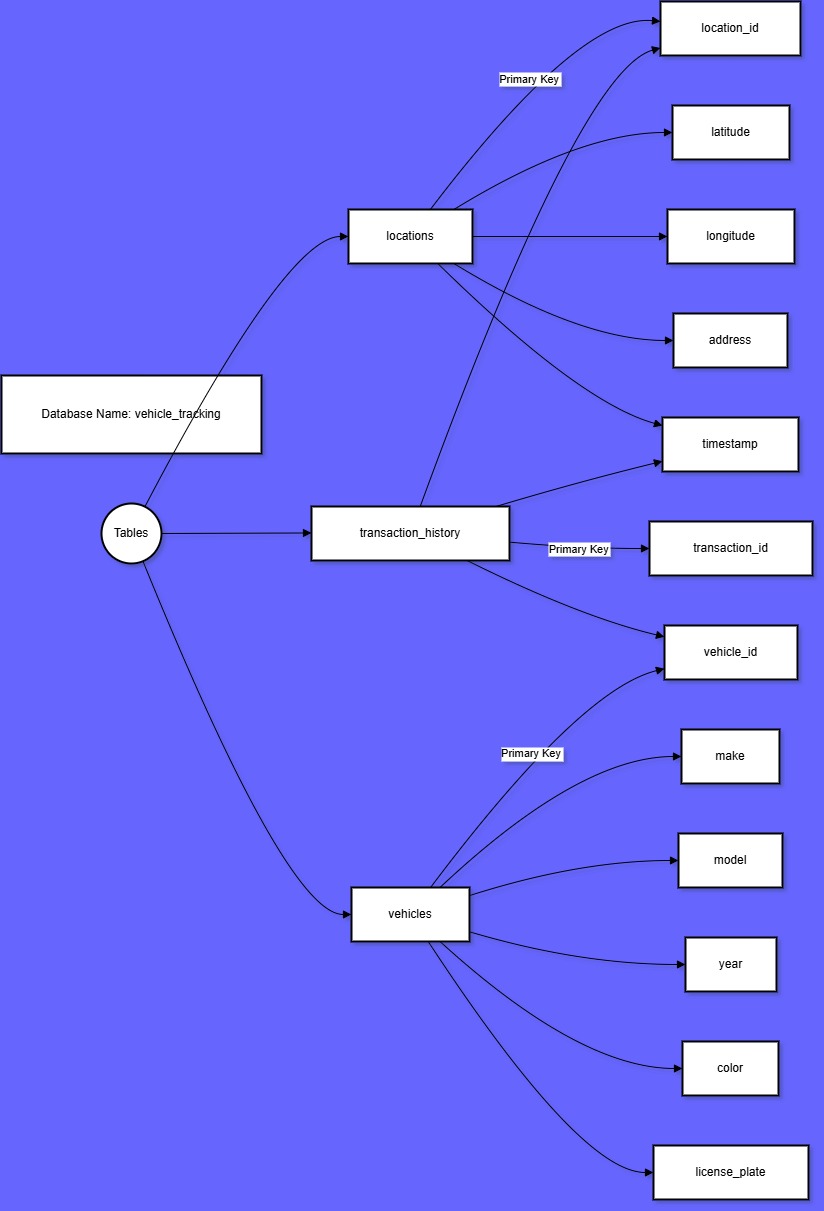 location_id
Primary Key
latitude
locations
longitude
address
Database Name: vehicle_tracking
timestamp
Tables
transaction_history
Primary Key
transaction_id
vehicle_id
Primary Key
make
model
vehicles
year
color
license_plate